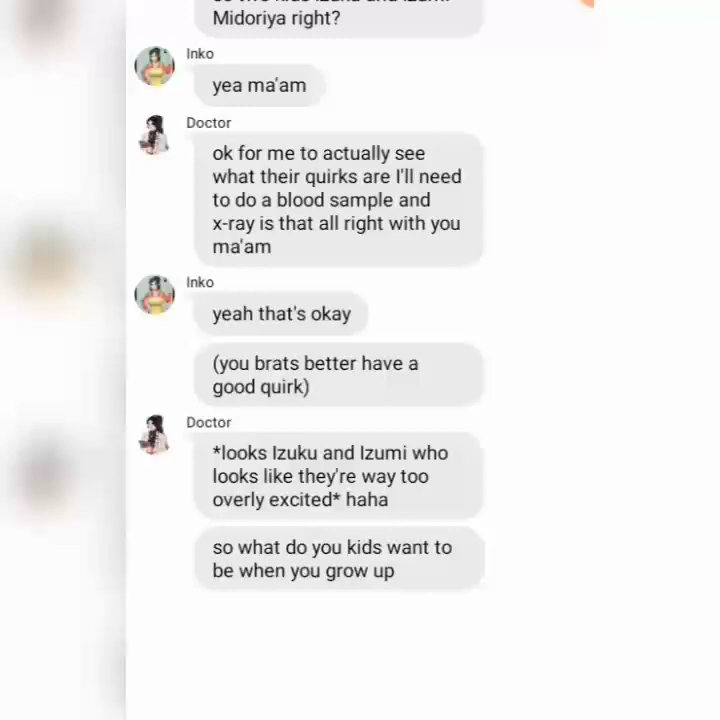 Midoriya right?
Inko
yea ma'am
Doctor
ok for me to actually see
what their quirks are I'll need
to do a blood sample and
x-ray is that all right with you
ma'am
Inko
yeah that's okay
(you brats better have a
good quirk)
Doctor
*looks Izuku and Izumi who
looks like they're way too
overly excited* haha
so what do you kids want to
be when you grow up